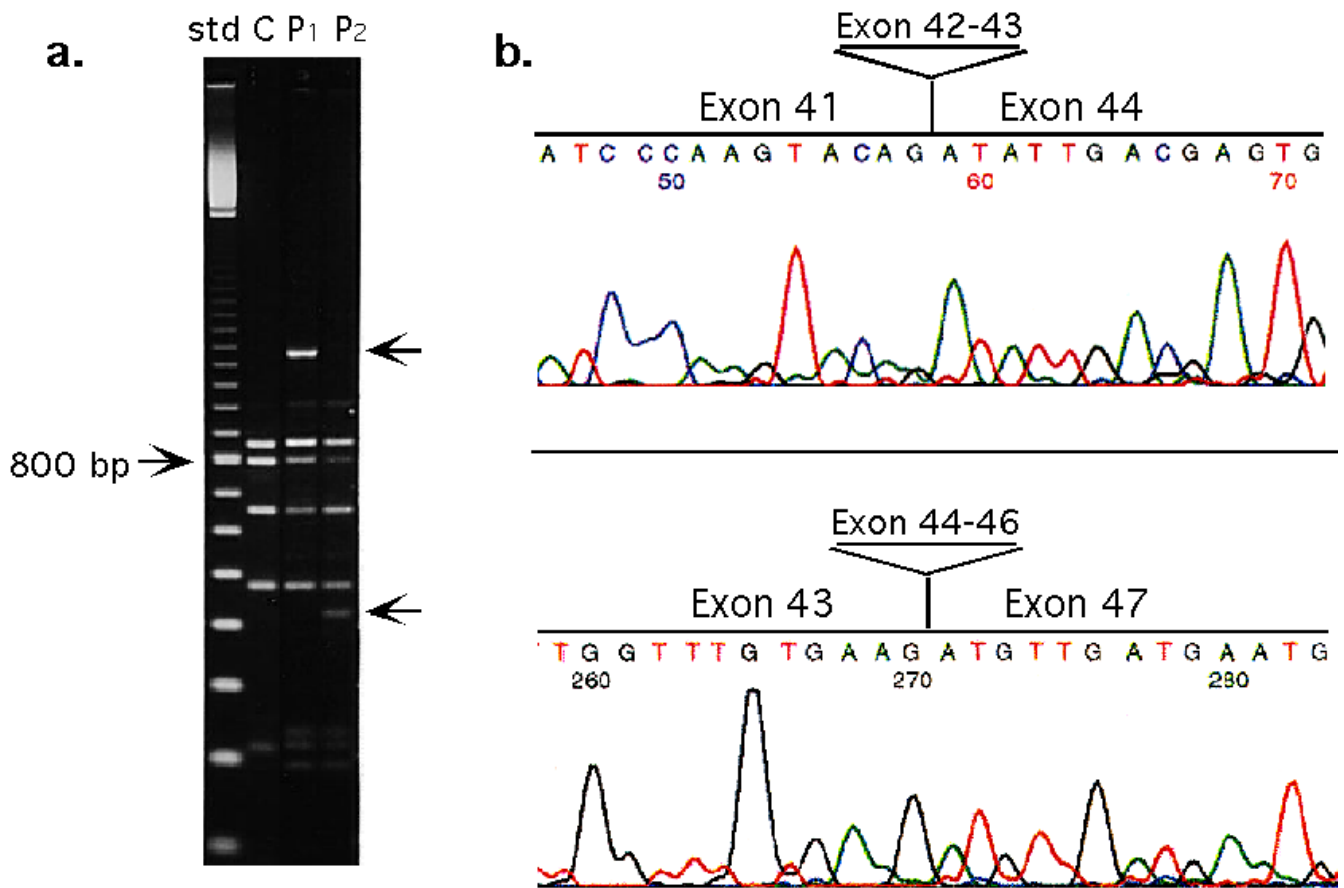 a.
std C P1 P2
800 bp
b.
Exon 42-43
Exon 41 Exon 44
A T C C C A A G T A C A G A T A T T G A C G A G T G
50 60 70
Exon 44-46
Exon 43 Exon 47
T T G G T T T G T G A A G A T G T T G A T G A A T G
260 270 280